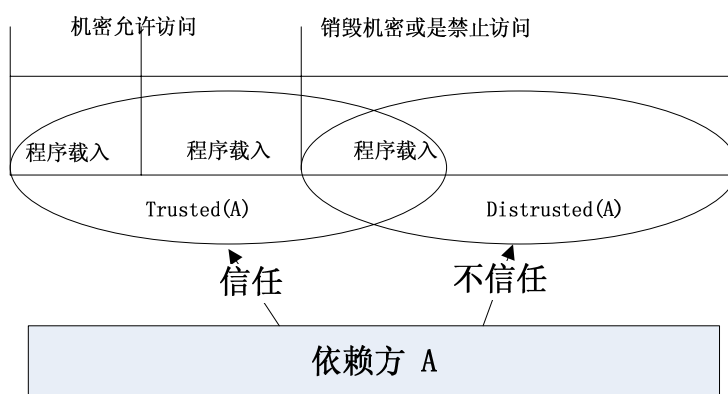 机密允许访问
销毁机密或是禁止访问
程序载入
程序载入
程序载入
Trusted(A)
Distrusted(A)
信任
不信任
依赖方 A